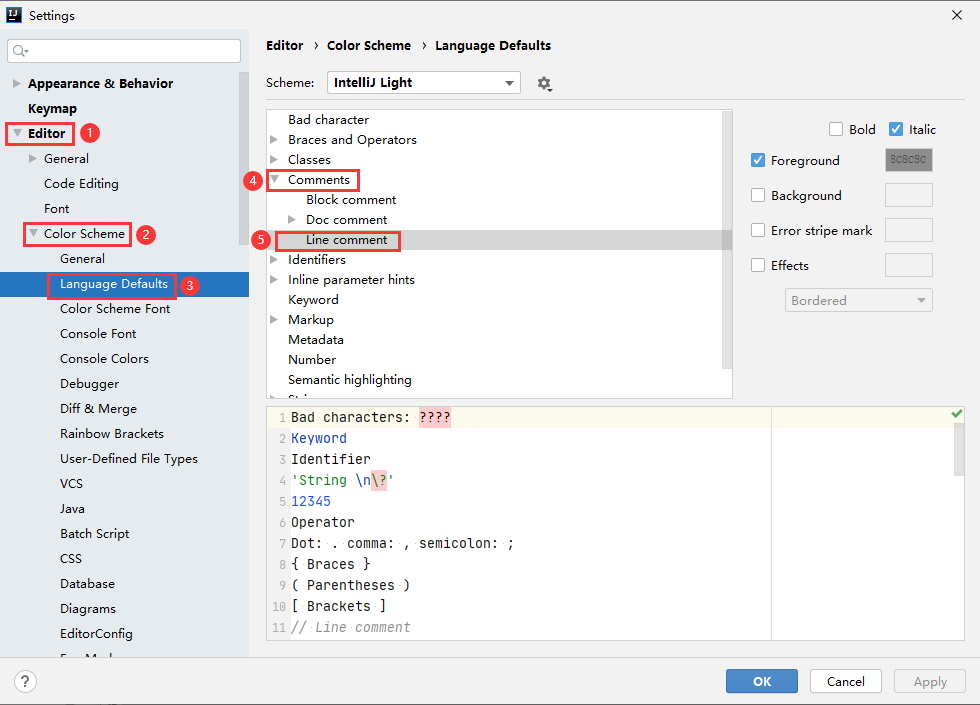 Settings
Editor › Color Scheme › Language Defaults
Scheme: IntelliJ Light
Appearance & Behavior
Keymap
Editor 1
General
Code Editing
Font
Color Scheme 2
General
Language Defaults 3
Color Scheme Font
Console Font
Console Colors
Debugger
Diff & Merge
Rainbow Brackets
User-Defined File Types
VCS
Java
Batch Script
CSS
Database
Diagrams
EditorConfig
Bad character
Braces and Operators
Classes
4 Comments
Block comment
Doc comment
5 Line comment
Identifiers
Inline parameter hints
Keyword
Markup
Metadata
Number
Semantic highlighting
Bold Italic
Foreground 8C8C8C
Background
Error stripe mark
Effects
Bordered
1 Bad characters: ????
2 Keyword
3 Identifier
4 'String \n\?'
5 12345
6 Operator
7 Dot: . comma: , semicolon: ;
8 { Braces }
9 ( Parentheses )
10 [ Brackets ]
11 // Line comment
?
OK Cancel Apply